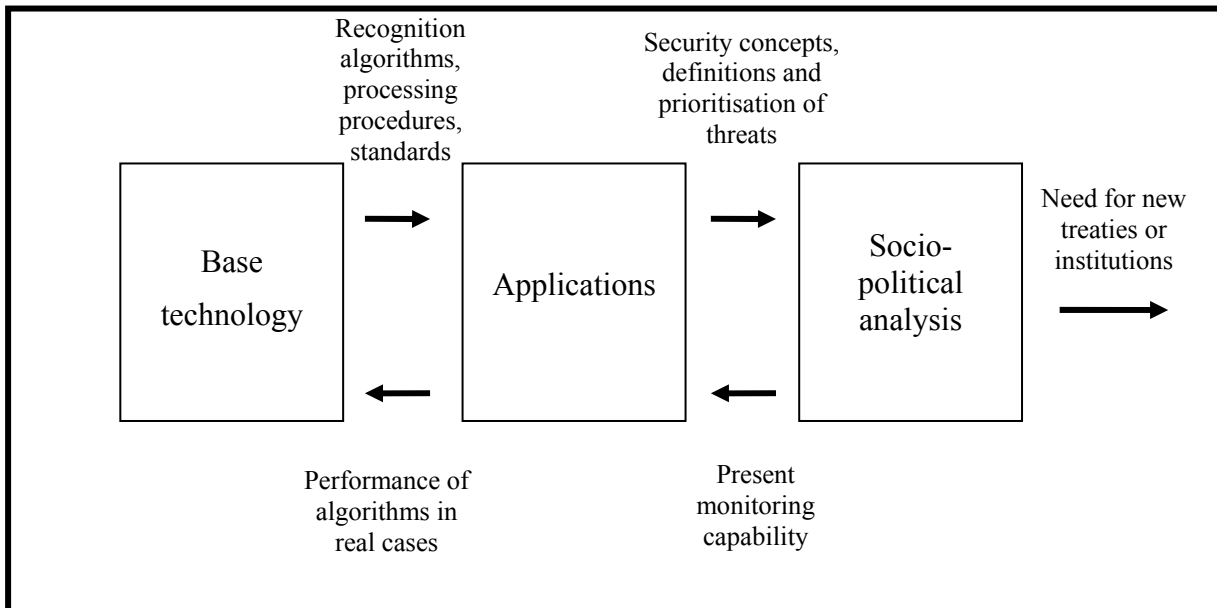 Recognition
algorithms,
processing
procedures,
standards
Security concepts,
definitions and
prioritisation of
threats
Base
technology
Applications
Socio-
political
analysis
Need for new
treaties or
institutions
Performance of
algorithms in
real cases
Present
monitoring
capability